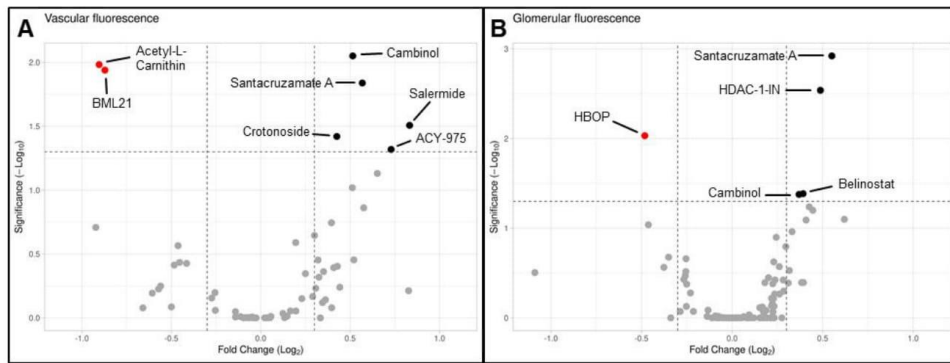 A
Vascular fluorescence
Acetyl-L-
Carnithin
BML21
Cambinol
Santacruzamate A
Salermide
Crotonoside
ACY-975
2.0
1.5
1.0
0.5
0.0
Significance (−Log10)
-1.0
-0.5
0.0
0.5
1.0
Fold Change (Log2)
B
Glomerular fluorescence
Santacruzamate A
HDAC-1-IN
HBOP
Cambinol
Belinostat
3
2
1
0
Significance (−Log10)
-1.0
-0.5
0.0
0.5
1.0
Fold Change (Log2)